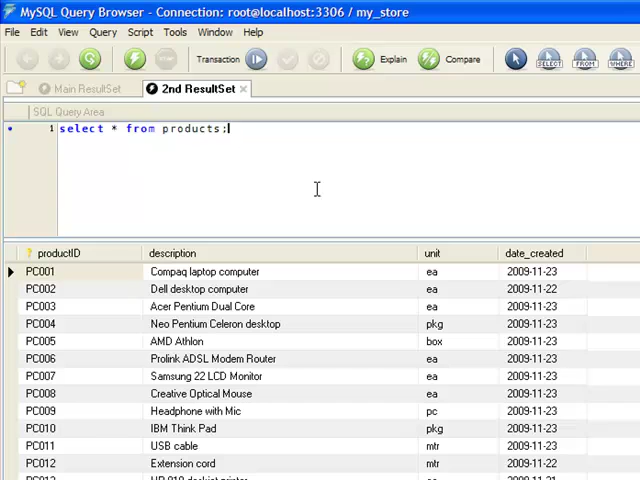 MySQL Query Browser - Connection: root@localhost:3306 / my_store
File Edit View Query Script Tools Window Help
Transaction Explain Compare SELECT FROM WHERE
Main ResultSet 2nd ResultSet
SQL Query Area
1 select * from products;
productID description unit date_created
PC001 Compaq laptop computer ea 2009-11-23
PC002 Dell desktop computer ea 2009-11-22
PC003 Acer Pentium Dual Core ea 2009-11-23
PC004 Neo Pentium Celeron desktop pkg 2009-11-23
PC005 AMD Athlon box 2009-11-23
PC006 Prolink ADSL Modem Router ea 2009-11-23
PC007 Samsung 22 LCD Monitor ea 2009-11-23
PC008 Creative Optical Mouse ea 2009-11-23
PC009 Headphone with Mic pc 2009-11-23
PC010 IBM Think Pad pkg 2009-11-23
PC011 USB cable mtr 2009-11-23
PC012 Extension cord mtr 2009-11-22